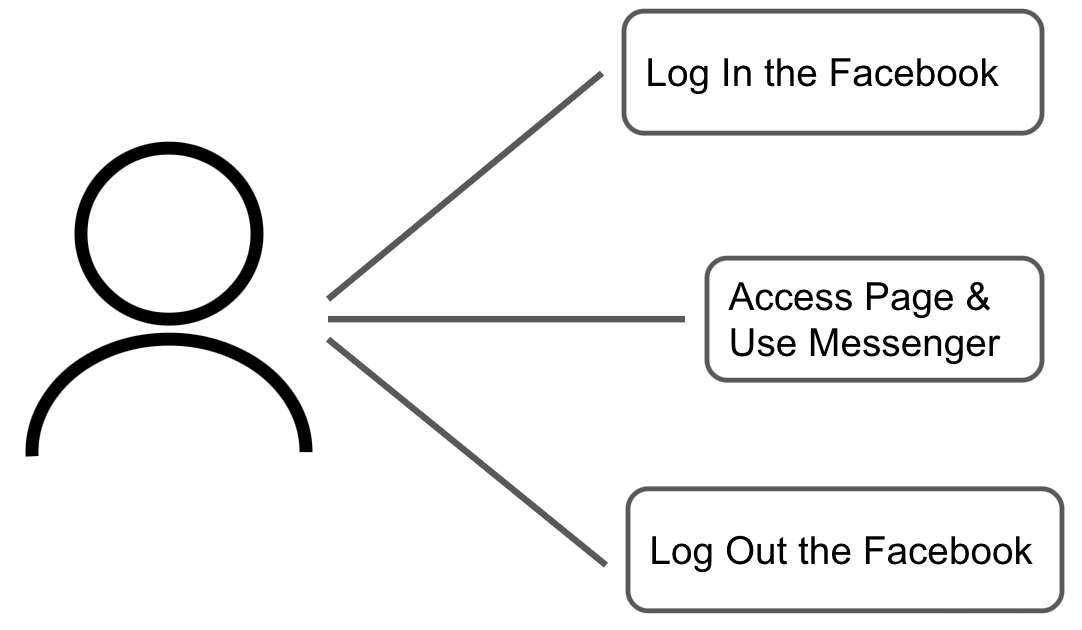 Log In the Facebook
Access Page &
Use Messenger
Log Out the Facebook